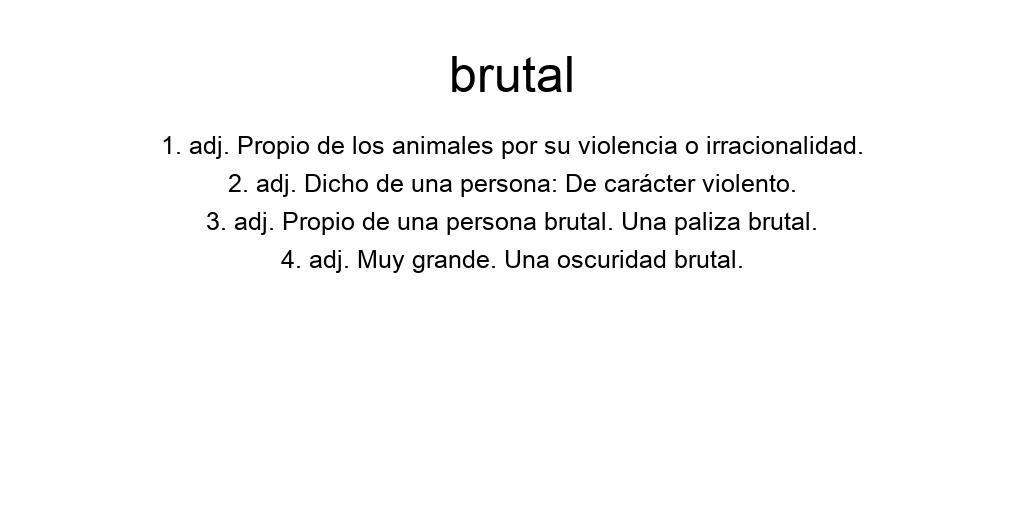 brutal
1. adj. Propio de los animales por su violencia o irracionalidad.
2. adj. Dicho de una persona: De carácter violento.
3. adj. Propio de una persona brutal. Una paliza brutal.
4. adj. Muy grande. Una oscuridad brutal.